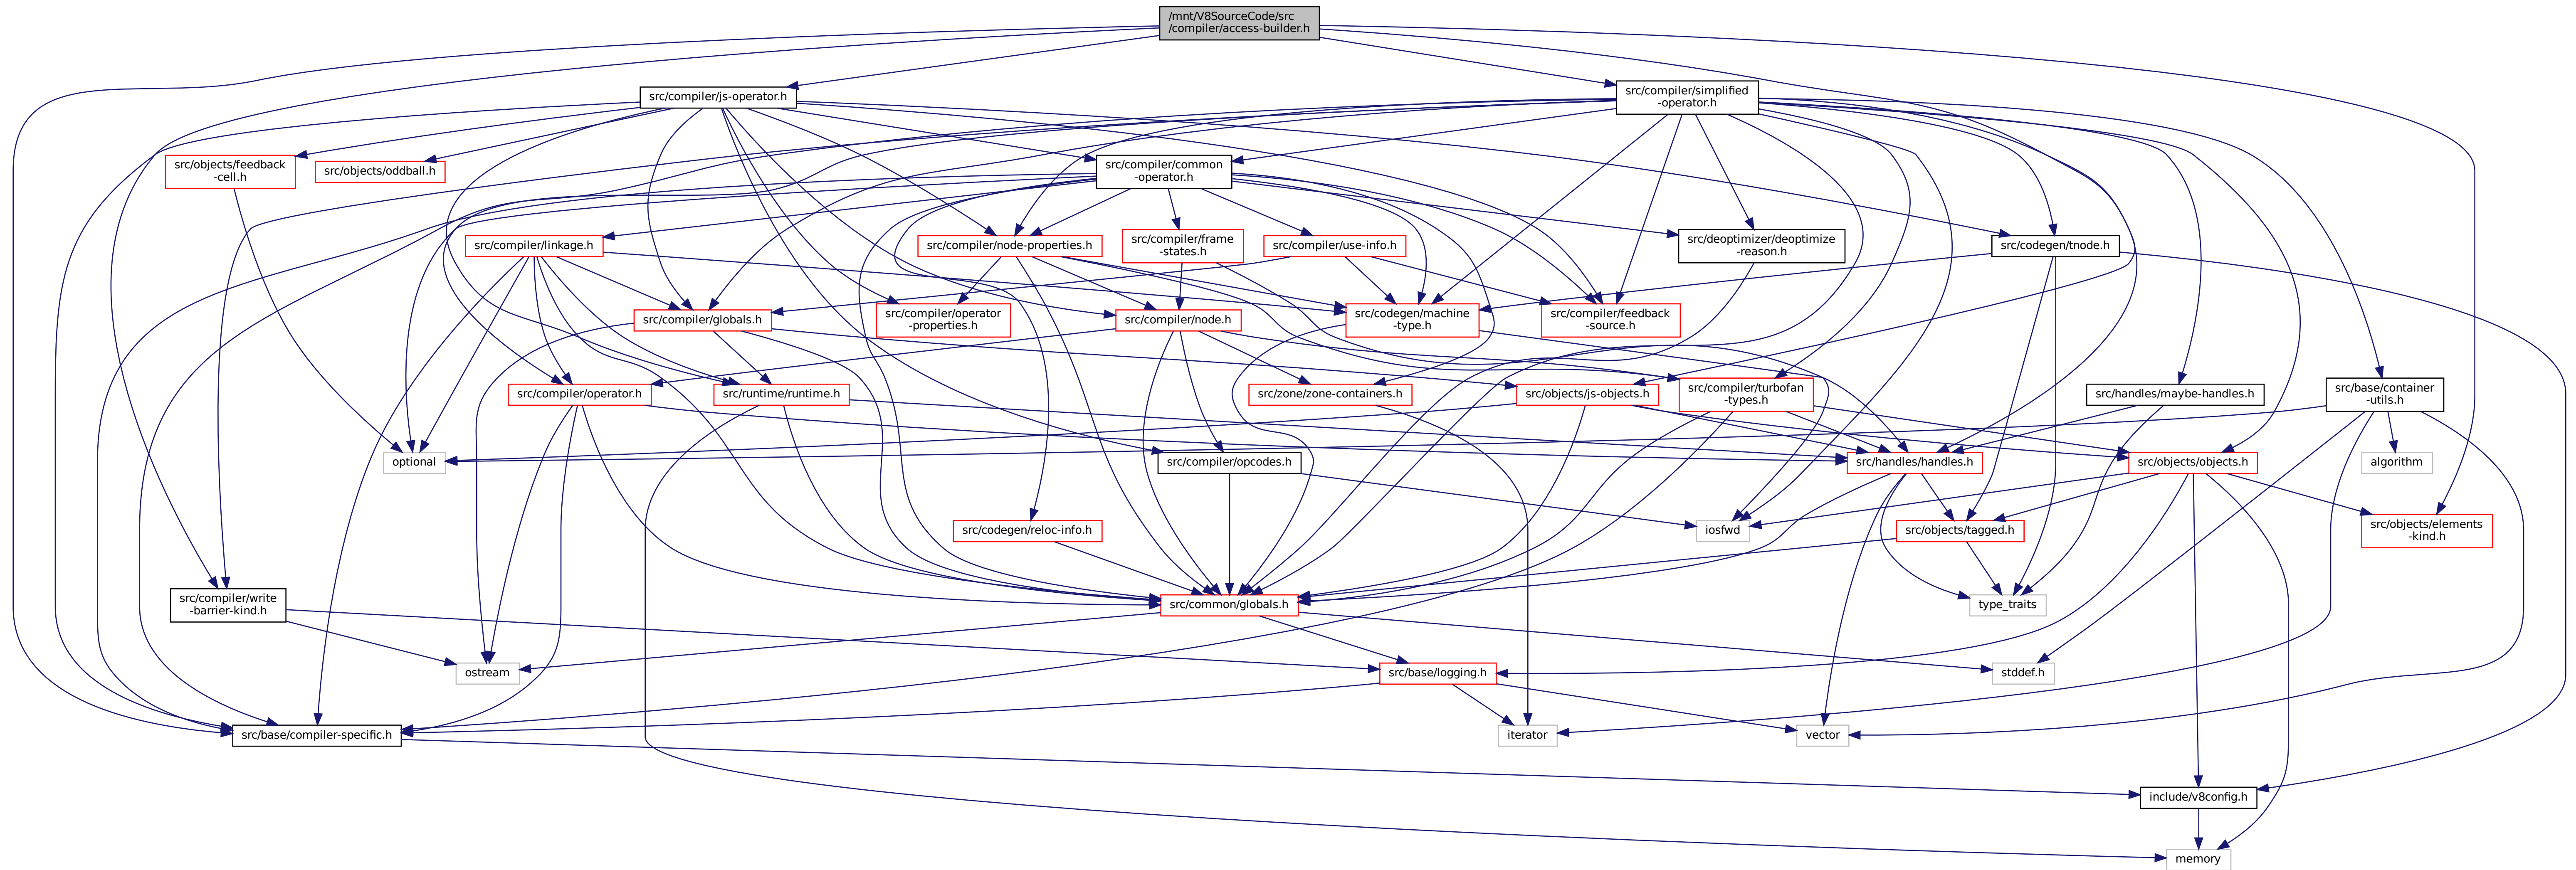 /mnt/V8SourceCode/src
/compiler/access-builder.h
src/compiler/js-operator.h
src/compiler/simplified
-operator.h
src/objects/feedback
-cell.h
src/objects/oddball.h
src/compiler/common
-operator.h
src/compiler/linkage.h
src/compiler/node-properties.h
src/compiler/frame
-states.h
src/compiler/use-info.h
src/deoptimizer/deoptimize
-reason.h
src/codegen/tnode.h
src/compiler/globals.h
src/compiler/operator
-properties.h
src/compiler/node.h
src/codegen/machine
-type.h
src/compiler/feedback
-source.h
src/compiler/operator.h
src/runtime/runtime.h
src/zone/zone-containers.h
src/objects/js-objects.h
src/compiler/turbofan
-types.h
src/handles/maybe-handles.h
src/base/container
-utils.h
optional
src/compiler/opcodes.h
src/handles/handles.h
src/objects/objects.h
algorithm
src/codegen/reloc-info.h
iosfwd
src/objects/tagged.h
src/objects/elements
-kind.h
src/compiler/write
-barrier-kind.h
src/common/globals.h
type_traits
ostream
src/base/logging.h
stddef.h
src/base/compiler-specific.h
iterator
vector
include/v8config.h
memory